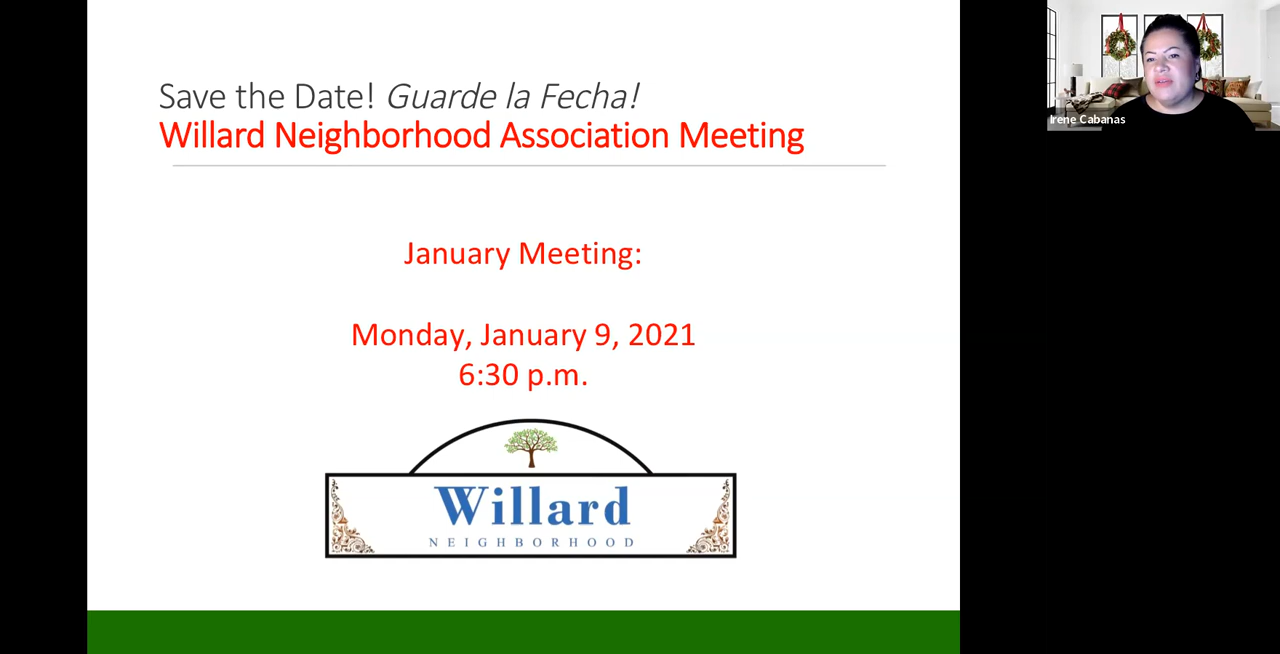 Save the Date! Guarde la Fecha!
Willard Neighborhood Association Meeting
January Meeting:
Monday, January 9, 2021
6:30 p.m.
Willard
NEIGHBORHOOD
Irene Cabanas